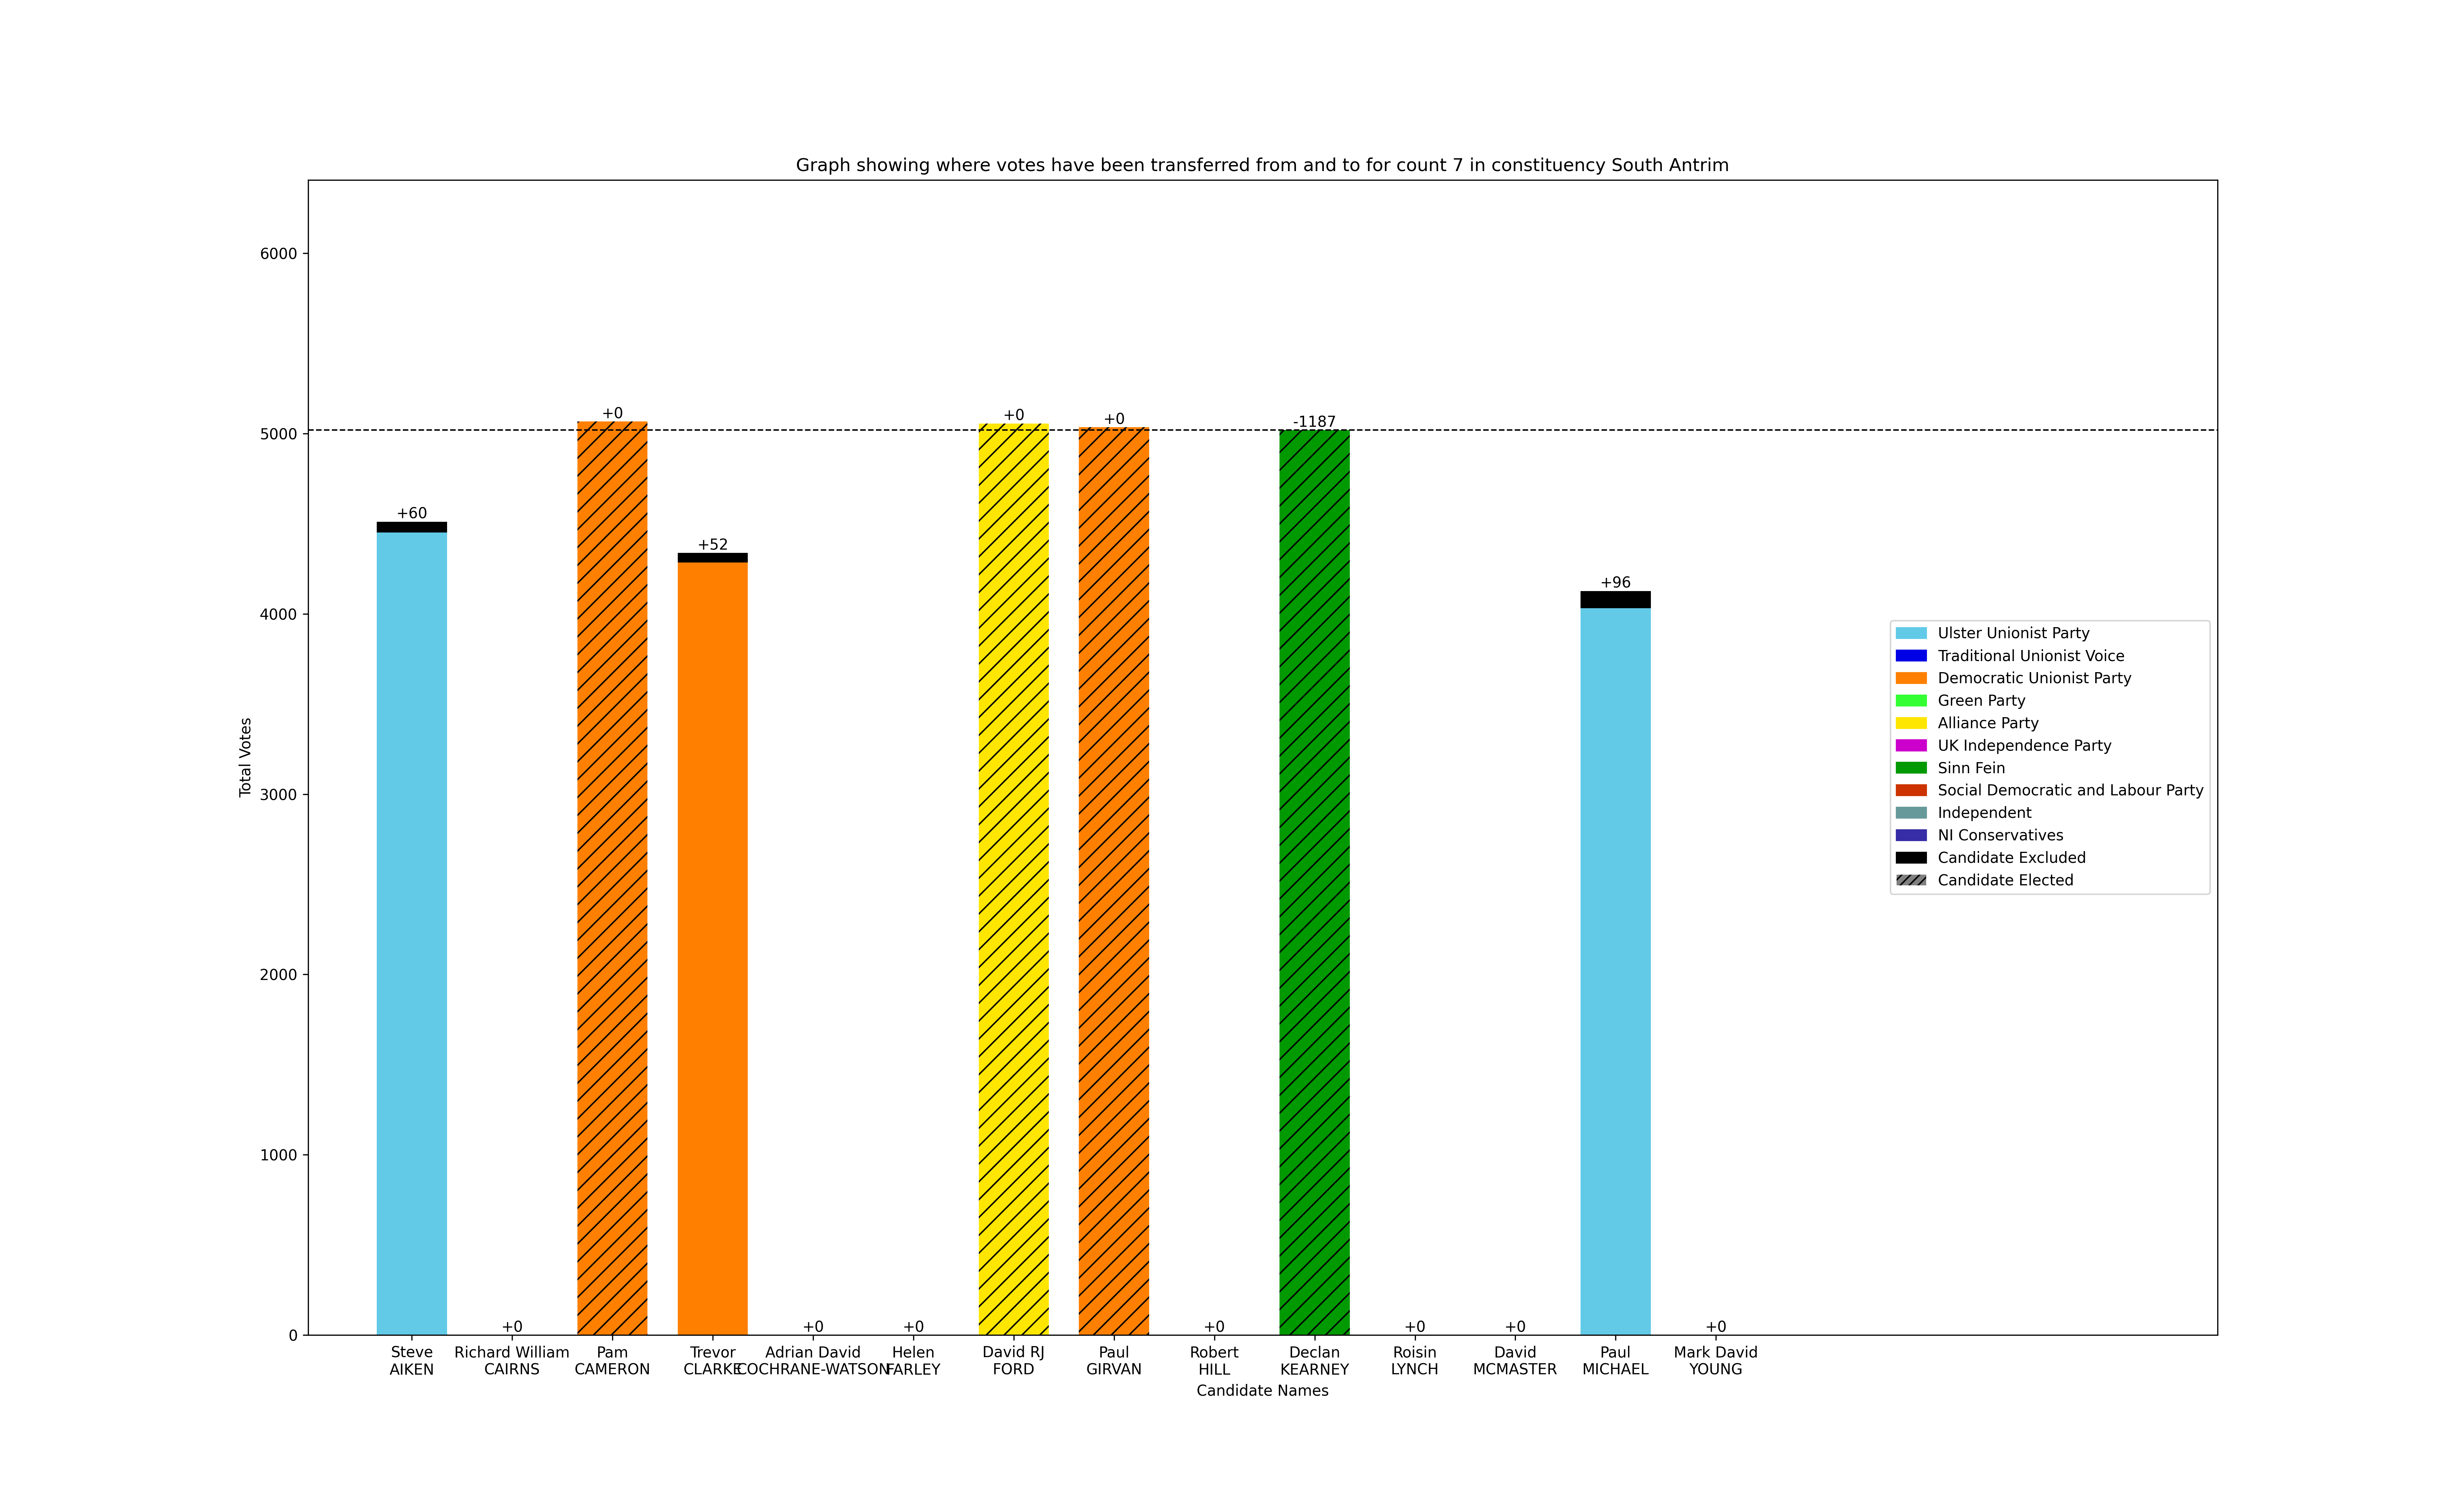 Graph showing where votes have been transferred from and to for count 7 in constituency South Antrim
Total Votes
6000
5000
4000
3000
2000
1000
0
+60
+0
+0
+52
+0
+0
+0
+0
+0
-1187
+0
+0
+96
+0
Steve
AIKEN
Richard William
CAIRNS
Pam
CAMERON
Trevor
CLARKE
Adrian David
COCHRANE-WATSON
Helen
FARLEY
David RJ
FORD
Paul
GIRVAN
Robert
HILL
Declan
KEARNEY
Roisin
LYNCH
David
MCMASTER
Paul
MICHAEL
Mark David
YOUNG
Candidate Names
Ulster Unionist Party
Traditional Unionist Voice
Democratic Unionist Party
Green Party
Alliance Party
UK Independence Party
Sinn Fein
Social Democratic and Labour Party
Independent
NI Conservatives
Candidate Excluded
Candidate Elected